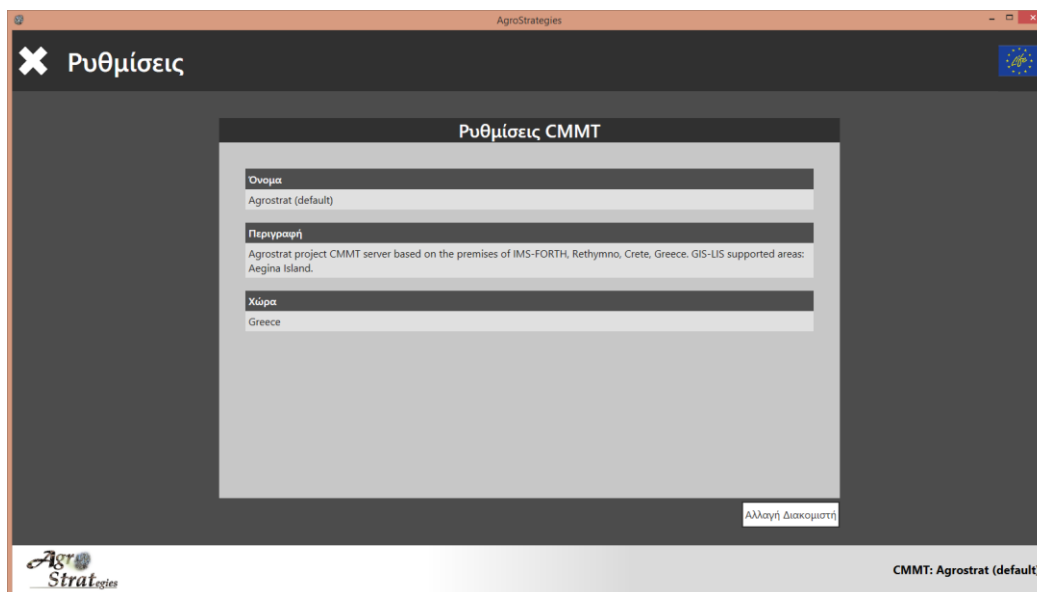 AgroStrategies
Ρυθμίσεις
Ρυθμίσεις CMMT
Όνομα
Agrostrat (default)
Περιγραφή
Agrostrat project CMMT server based on the premises of IMS-FORTH, Rethymno, Crete, Greece. GIS-LIS supported areas:
Aegina Island.
Χώρα
Greece
Αλλαγή Διακομιστή
Agro
Strategies
CMMT: Agrostrat (default)